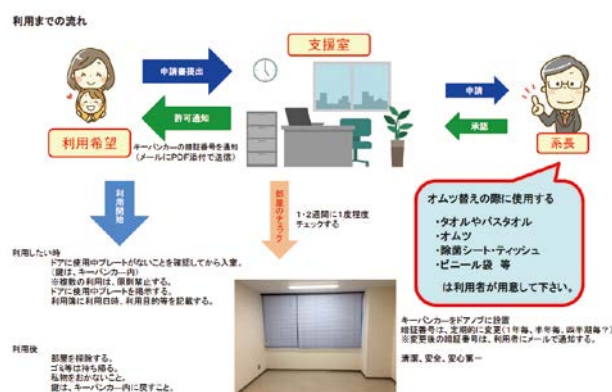 利用までの流れ
支援室
申請書提出
申請
許可通知
承認
利用希望
キーバンカーの暗証番号を通知
(メールにPDF添付で送信)
系長
利用開始
部屋のチェック
1・2週間に1度程度
チェックする
オムツ替えの際に使用する
・タオルやバスタオル
・オムツ
・除菌シート・ティッシュ
・ビニール袋 等
は利用者が用意して下さい。
利用したい時
ドアに使用中プレートがないことを確認してから入室。
(鍵は、キーバンカー内)
※複数の利用は、原則禁止する。
ドアに使用中プレートを掲示する。
利用簿に利用日時、利用目的等を記載する。
キーバンカーをドアノブに設置
暗証番号は、定期的に変更(1年毎、半年毎、四半期毎?)
※変更後の暗証番号は、利用者にメールで通知する。
清潔、安全、安心第一
利用後
部屋を掃除する。
ゴミ等は持ち帰る。
私物をおかないこと。
鍵は、キーバンカー内に戻すこと。